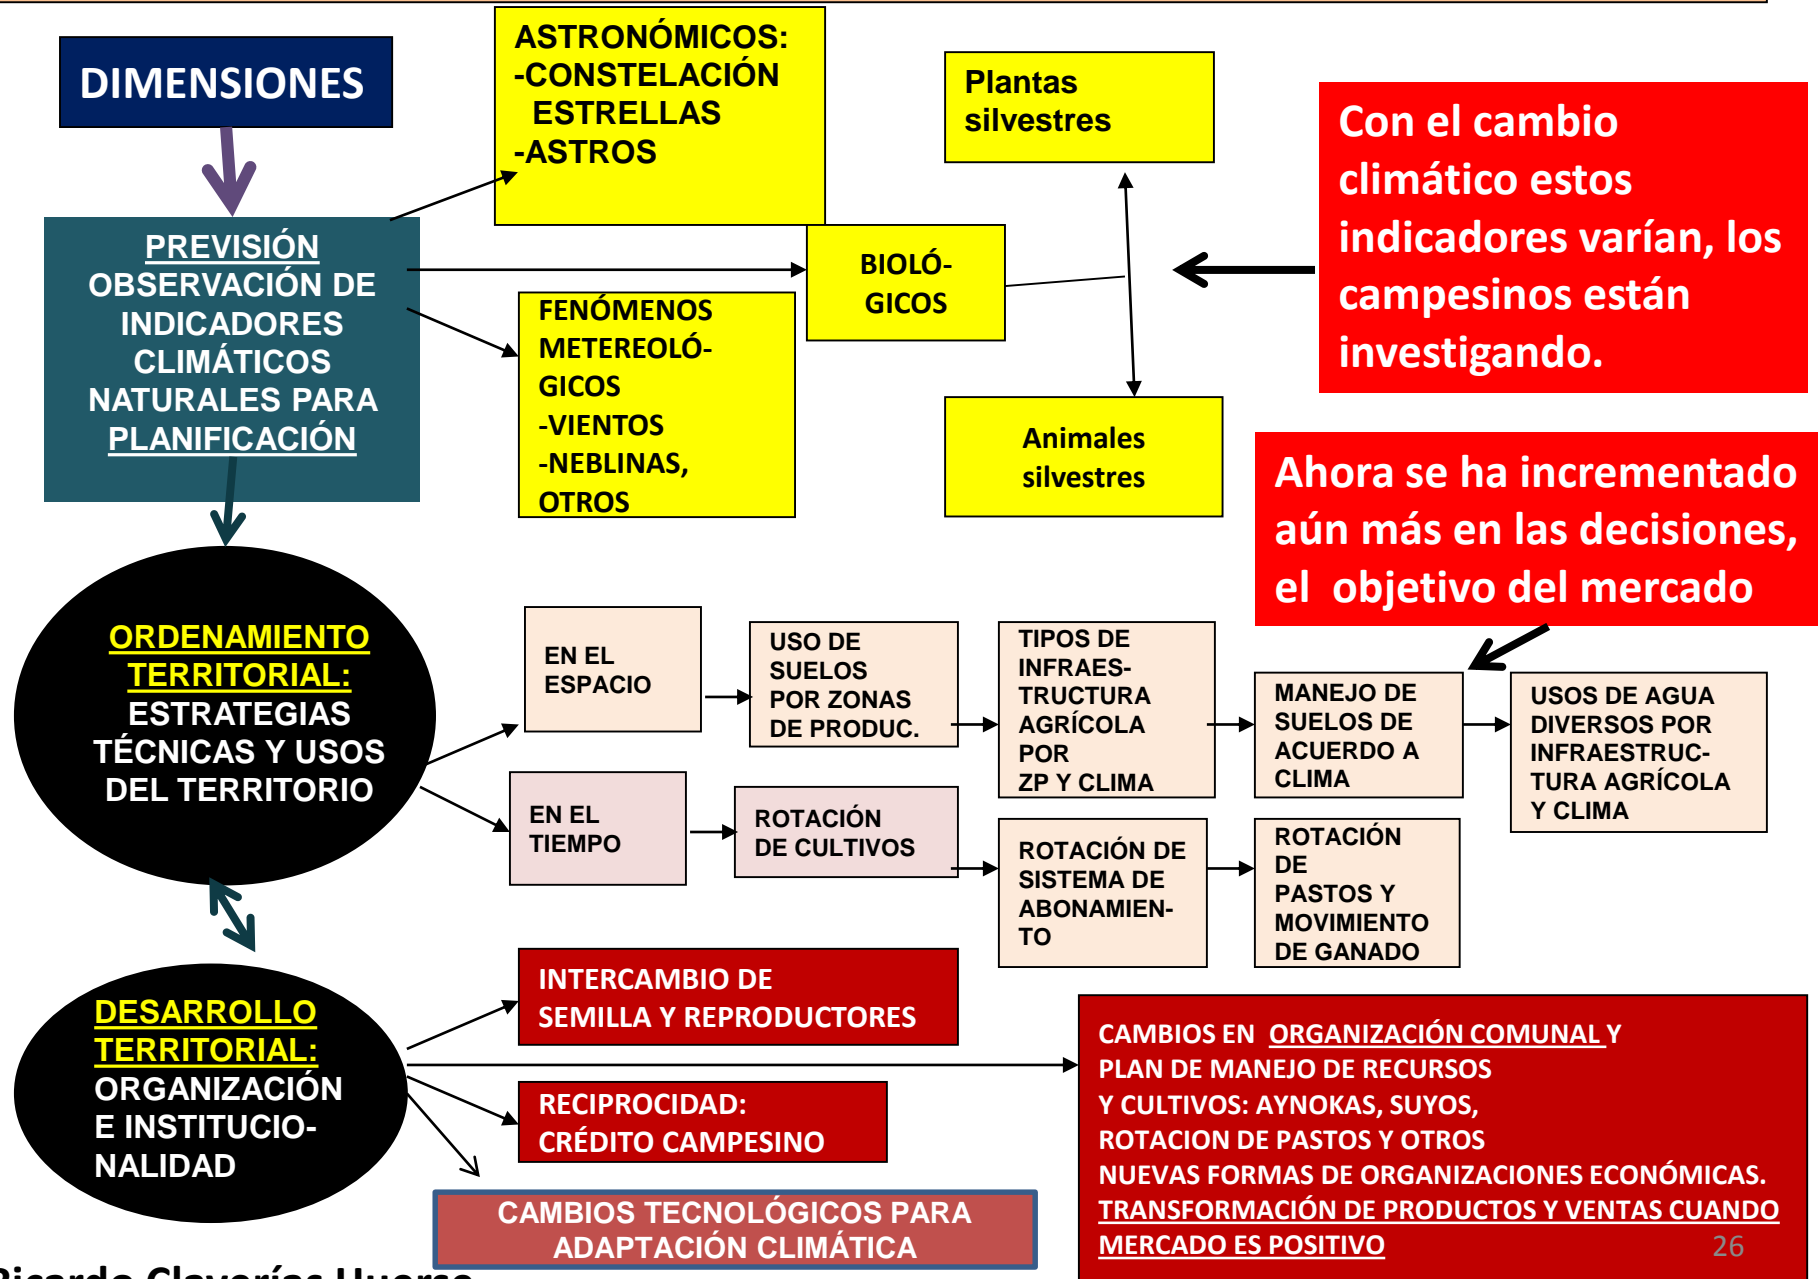 DIMENSIONES
ASTRONÓMICOS:
-CONSTELACIÓN
ESTRELLAS
-ASTROS
Plantas
silvestres
Con el cambio
climático estos
indicadores varían, los
campesinos están
investigando.
PREVISIÓN
OBSERVACIÓN DE
INDICADORES
CLIMÁTICOS
NATURALES PARA
PLANIFICACIÓN
BIOLÓ-
GICOS
FENÓMENOS
METEREOLÓ-
GICOS
-VIENTOS
-NEBLINAS,
OTROS
Animales
silvestres
Ahora se ha incrementado
aún más en las decisiones,
el  objetivo del mercado
ORDENAMIENTO
TERRITORIAL:
ESTRATEGIAS
TÉCNICAS Y USOS
DEL TERRITORIO
EN EL
ESPACIO
USO DE
SUELOS
POR ZONAS
DE PRODUC.
TIPOS DE
INFRAES-
TRUCTURA
AGRÍCOLA
POR
ZP Y CLIMA
MANEJO DE
SUELOS DE
ACUERDO A
CLIMA
USOS DE AGUA
DIVERSOS POR
INFRAESTRUC-
TURA AGRÍCOLA
Y CLIMA
EN EL
TIEMPO
ROTACIÓN
DE CULTIVOS
ROTACIÓN DE
SISTEMA DE
ABONAMIEN-
TO
ROTACIÓN
DE
PASTOS Y
MOVIMIENTO
DE GANADO
DESARROLLO
TERRITORIAL:
ORGANIZACIÓN
E INSTITUCIO-
NALIDAD
INTERCAMBIO DE
SEMILLA Y REPRODUCTORES
RECIPROCIDAD:
CRÉDITO CAMPESINO
CAMBIOS TECNOLÓGICOS PARA
ADAPTACIÓN CLIMÁTICA
CAMBIOS EN  ORGANIZACIÓN COMUNAL Y
PLAN DE MANEJO DE RECURSOS
Y CULTIVOS: AYNOKAS, SUYOS,
ROTACION DE PASTOS Y OTROS
NUEVAS FORMAS DE ORGANIZACIONES ECONÓMICAS.
TRANSFORMACIÓN DE PRODUCTOS Y VENTAS CUANDO
MERCADO ES POSITIVO
26
Ricardo Claverías Huerse